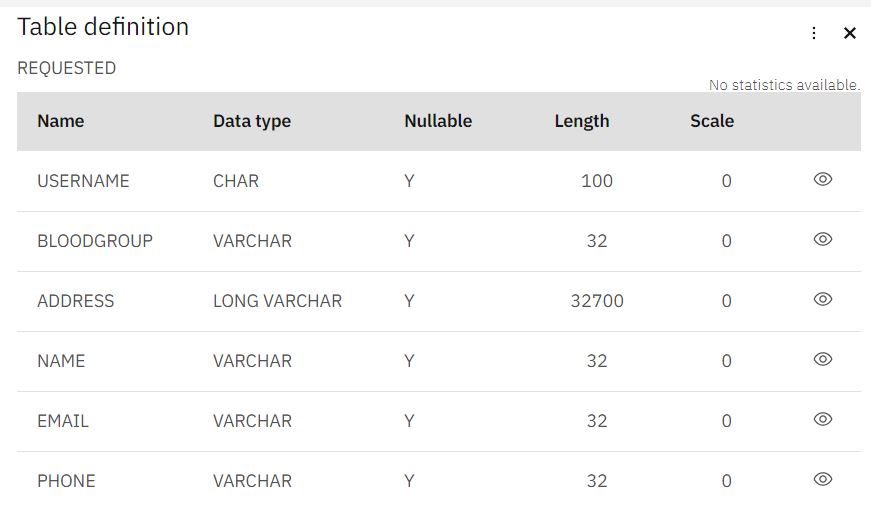 Table definition
REQUESTED
No statistics available.
Name Data type Nullable Length Scale
USERNAME CHAR Y 100 0
BLOODGROUP VARCHAR Y 32 0
ADDRESS LONG VARCHAR Y 32700 0
NAME VARCHAR Y 32 0
EMAIL VARCHAR Y 32 0
PHONE VARCHAR Y 32 0